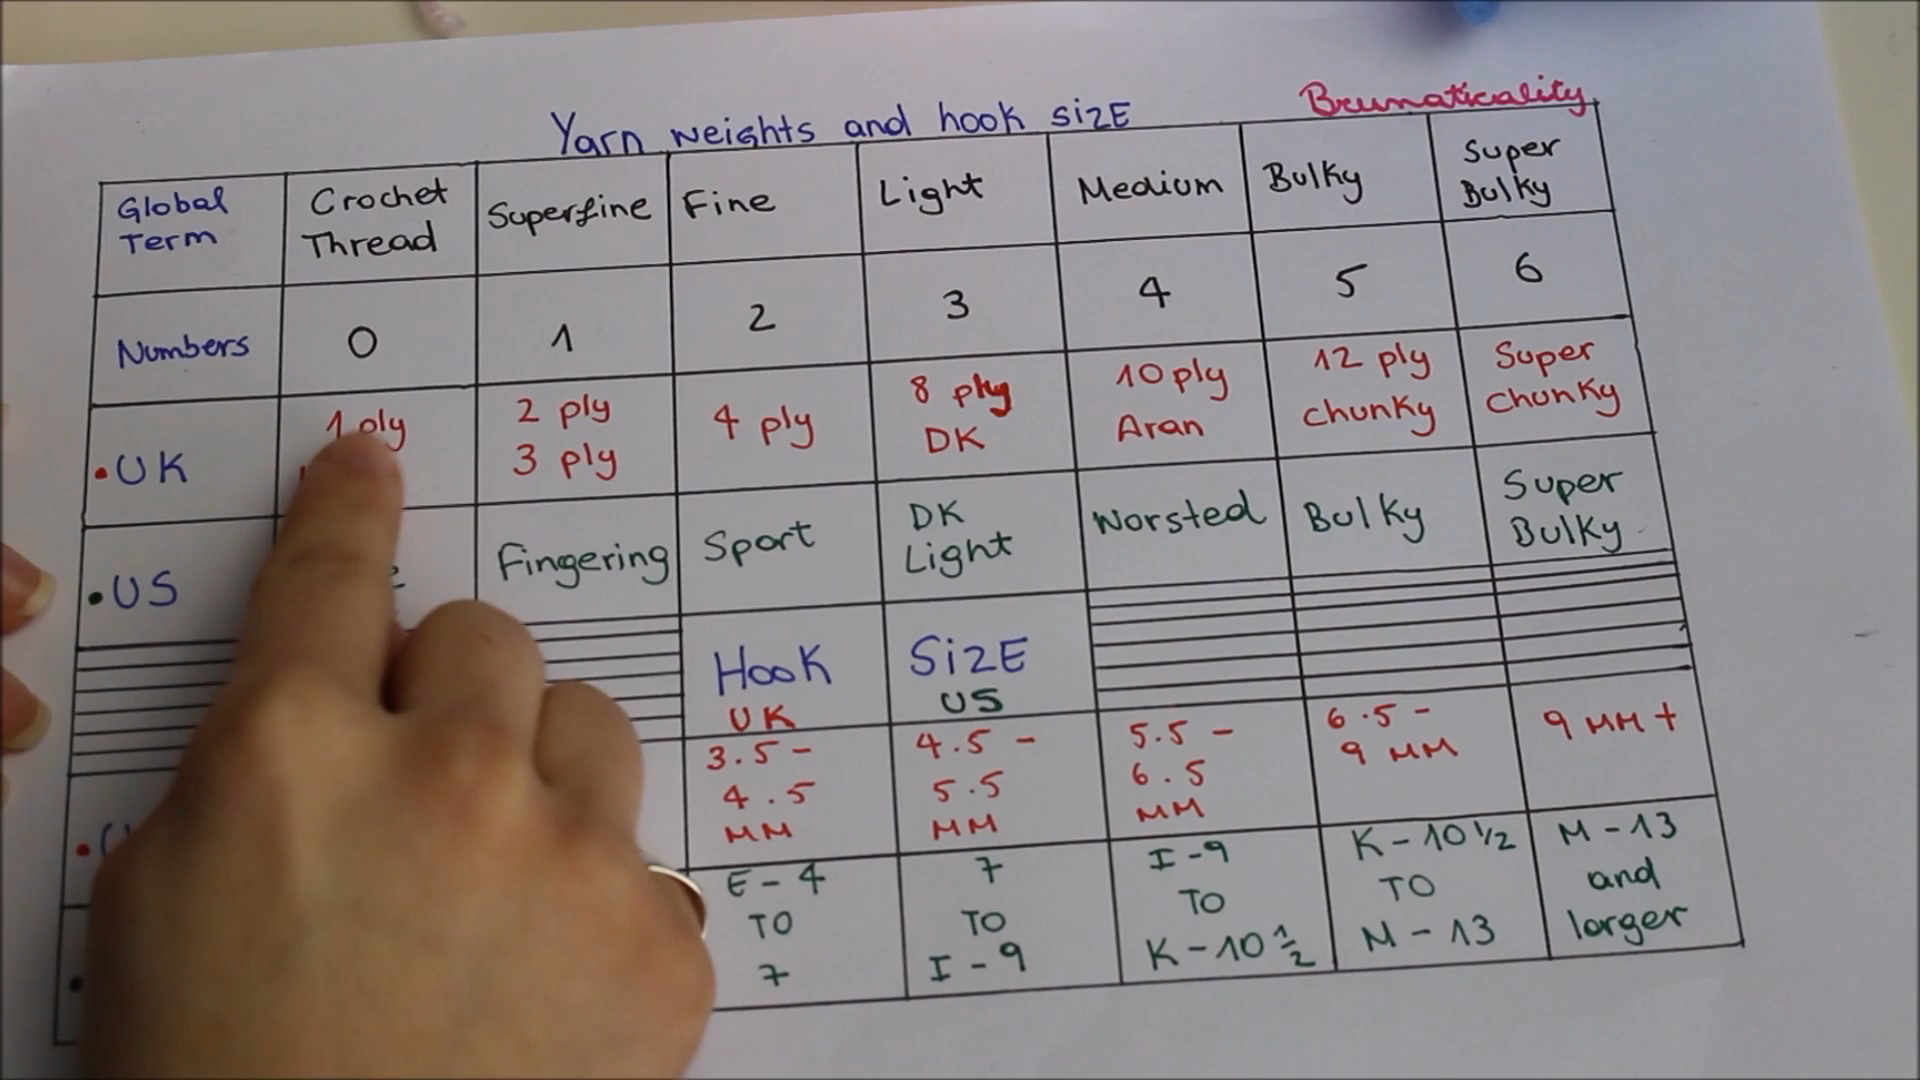 Yarn weights and hook SizE
Brumaticality
Global Term
Crochet Thread
Superfine
Fine
Light
Medium
Bulky
Super Bulky
Numbers
0
1
2
3
4
5
6
• UK
1 ply
2 ply
3 ply
4 ply
8 ply
DK
10 ply
Aran
12 ply
chunky
Super
chunky
• US
Fingering
Sport
DK
Light
Worsted
Bulky
Super
Bulky
HooK
UK
SizE
US
3.5 -
4.5
MM
4.5 -
5.5
MM
5.5 -
6.5
MM
6.5 -
9 MM
9 MM +
E - 4
TO
7
7
TO
I - 9
I - 9
TO
K - 10 1/2
K - 10 1/2
TO
M - 13
M - 13
and
larger